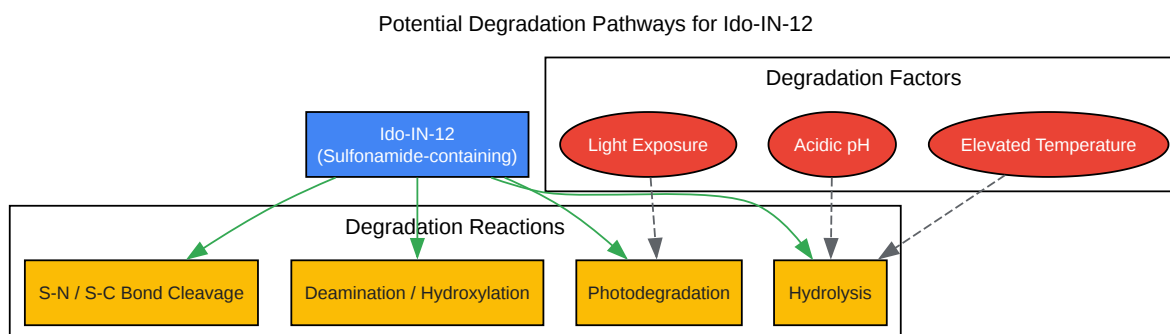 Potential Degradation Pathways for Ido-IN-12
Degradation Factors
Ido-IN-12
(Sulfonamide-containing)
Light Exposure
Acidic pH
Elevated Temperature
Degradation Reactions
S-N / S-C Bond Cleavage
Deamination / Hydroxylation
Photodegradation
Hydrolysis